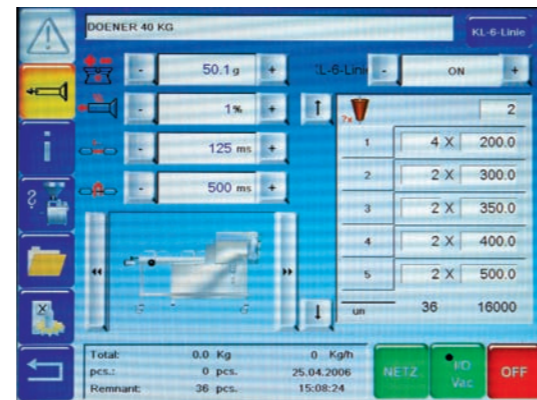 DOENER 40 KG KL-6-Linie
- 50.1 g + KL-6-Linie - ON +
- 1% + 7x 2
- 125 ms + 1 4 X 200.0
2 2 X 300.0
- 500 ms + 3 2 X 350.0
4 2 X 400.0
5 2 X 500.0
un 36 16000
Total: 0.0 Kg 0 Kg/h
pcs.: 0 pcs. 25.04.2006
Remnant: 36 pcs. 15:08:24
NETZ I/O Vac OFF